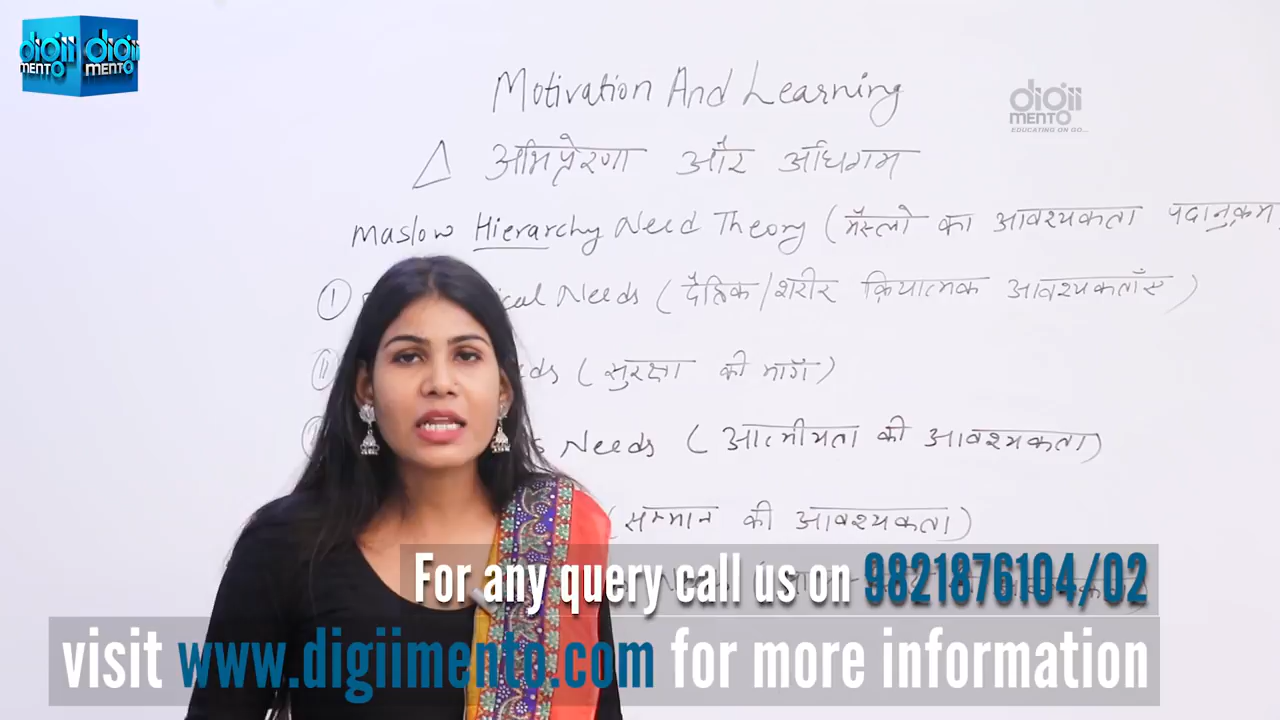 digii digii
MENTO MENTO
Motivation And Learning
digii
MENTO
EDUCATING ON GO...
△ अभिप्रेरणा और अधिगम
Maslow Hierarchy Need Theory (मैस्लो का आवश्यकता पदानुक्रम
① Needs (दैहिक/शरीर क्रियात्मक आवश्यकताएँ)
② (सुरक्षा की माँग)
Needs (आत्मीयता की आवश्यकता)
(सम्मान की आवश्यकता)
For any query call us on 9821876104/02
visit www.digiimento.com for more information